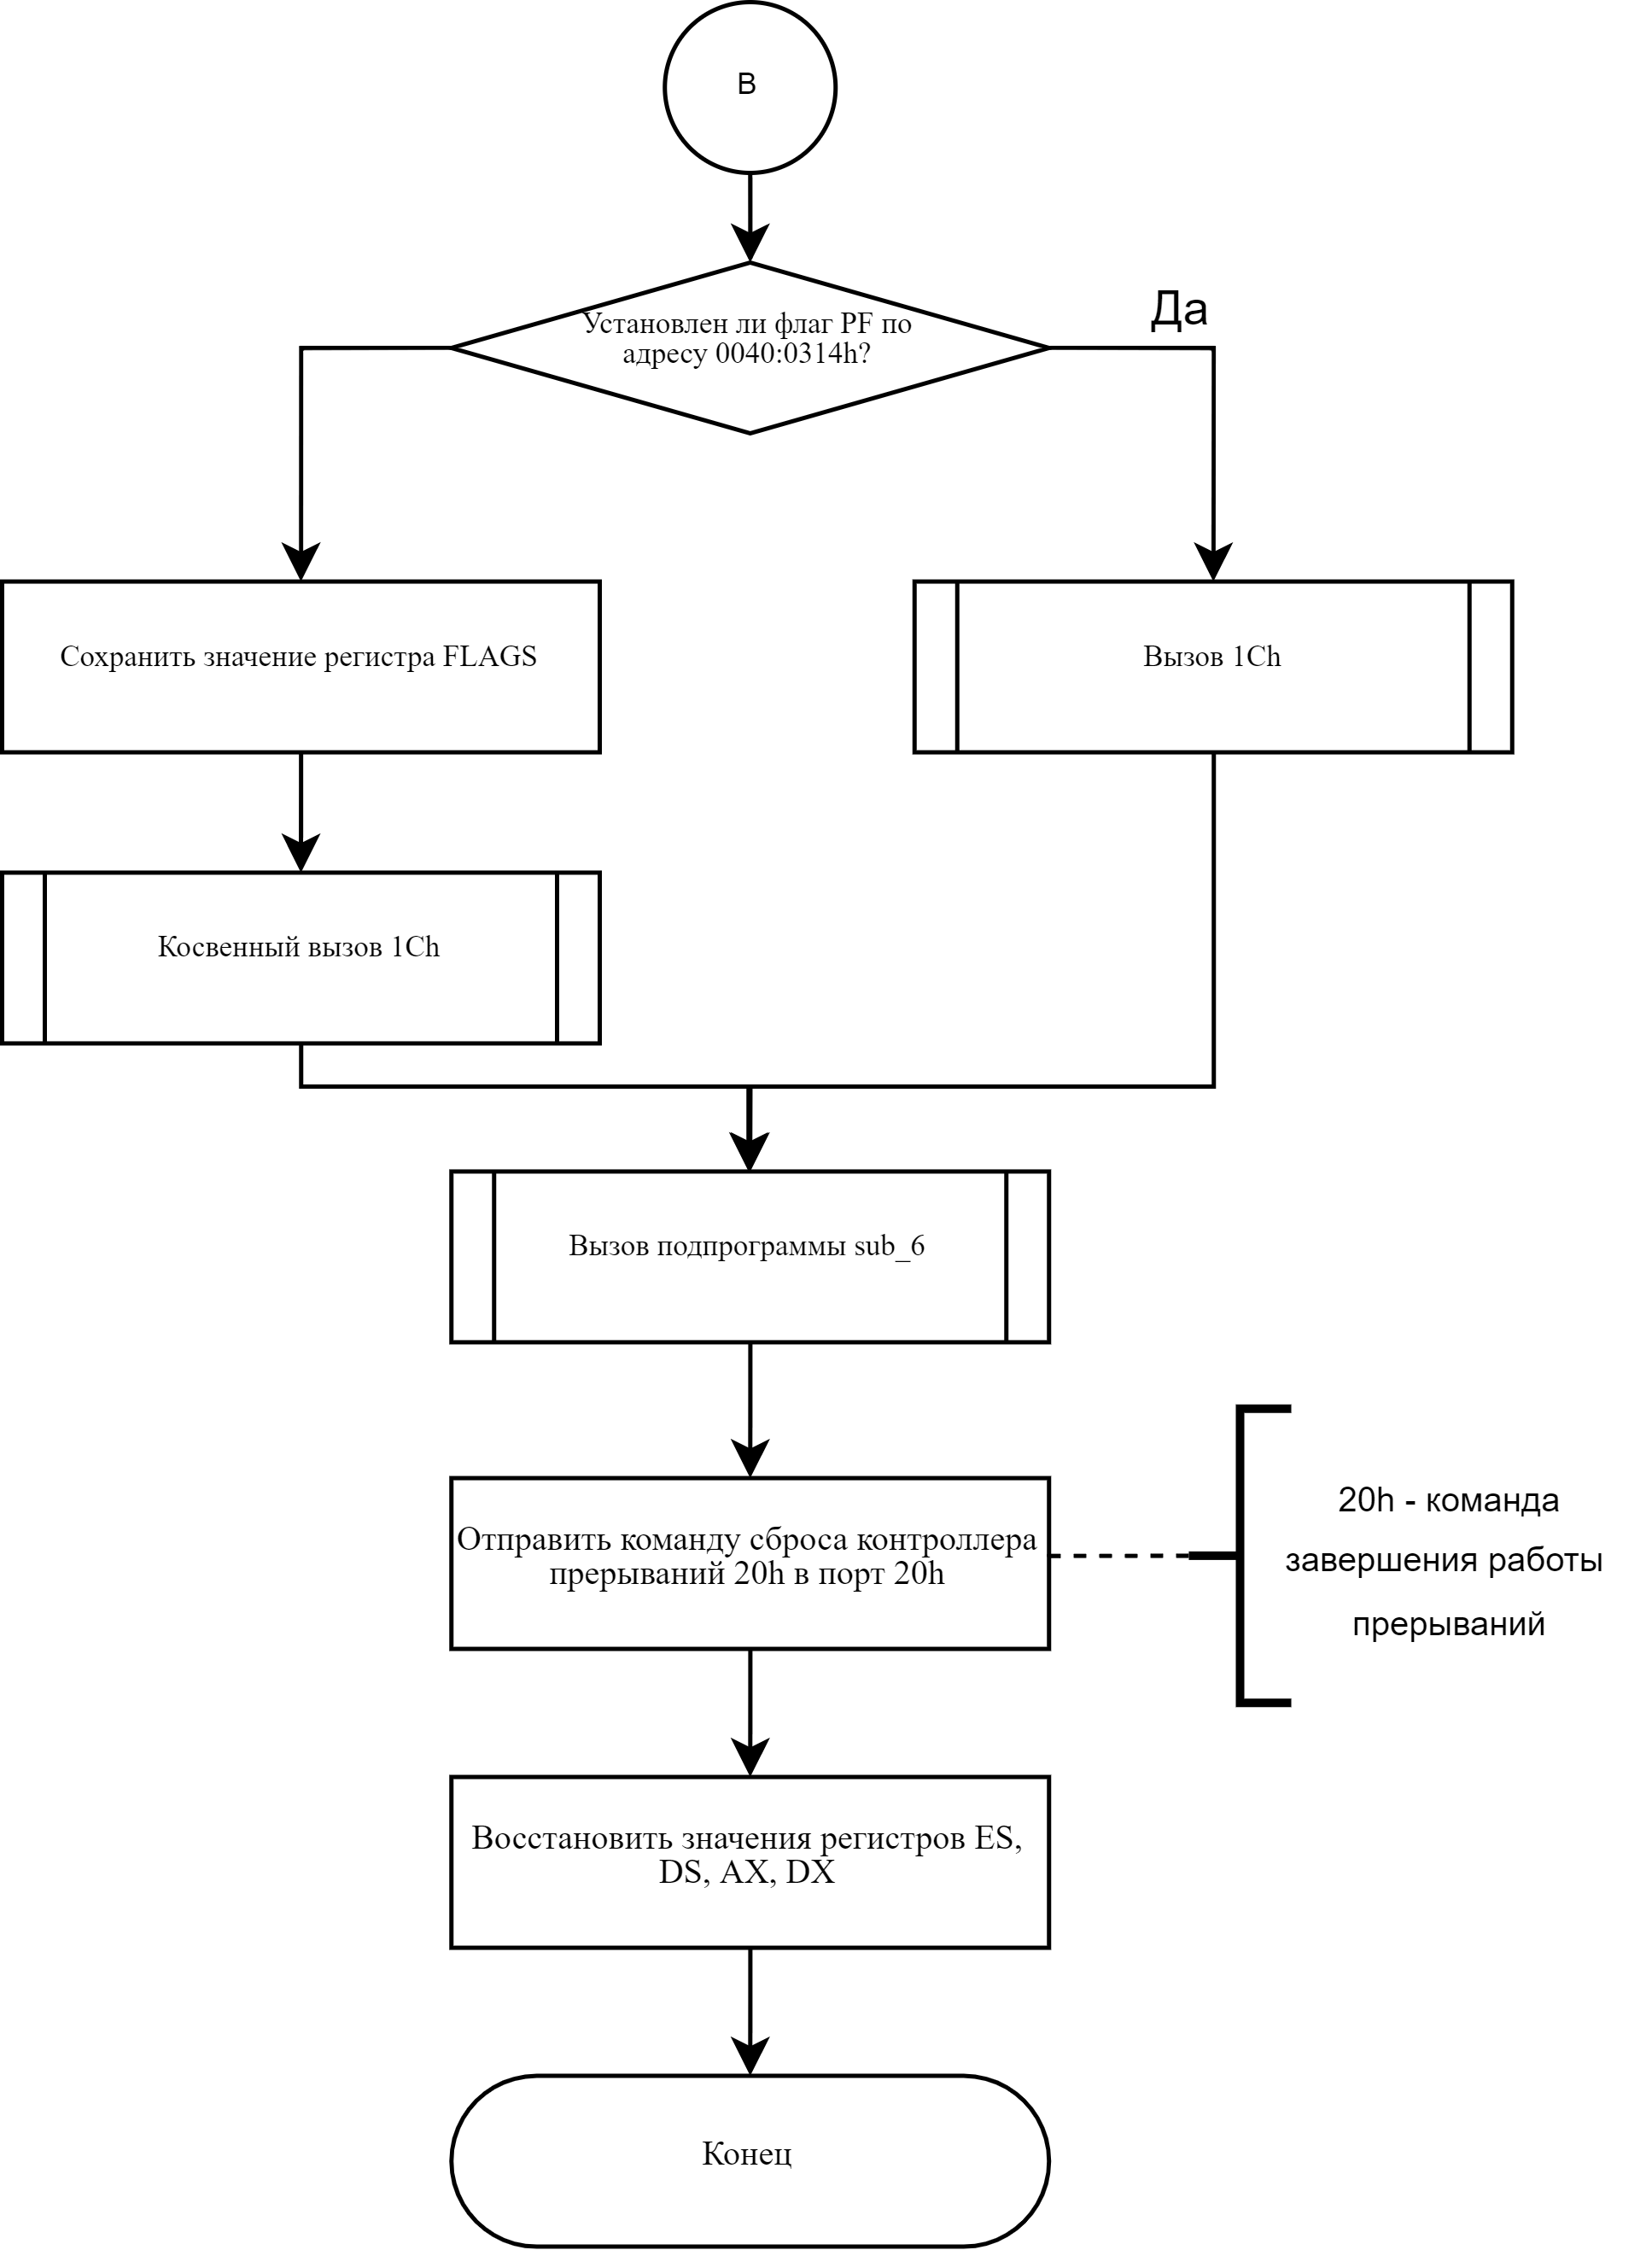 В
Установлен ли флаг PF по
адресу 0040:0314h?
Да
Сохранить значение регистра FLAGS
Вызов 1Ch
Косвенный вызов 1Ch
Вызов подпрограммы sub_6
Отправить команду сброса контроллера
прерываний 20h в порт 20h
20h - команда
завершения работы
прерываний
Восстановить значения регистров ES,
DS, AX, DX
Конец